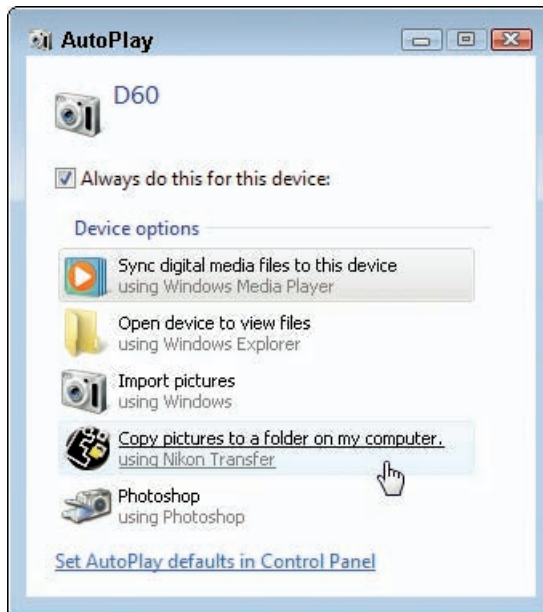 AutoPlay
D60
Always do this for this device:
Device options
Sync digital media files to this device
using Windows Media Player
Open device to view files
using Windows Explorer
Import pictures
using Windows
Copy pictures to a folder on my computer.
using Nikon Transfer
Photoshop
using Photoshop
Set AutoPlay defaults in Control Panel